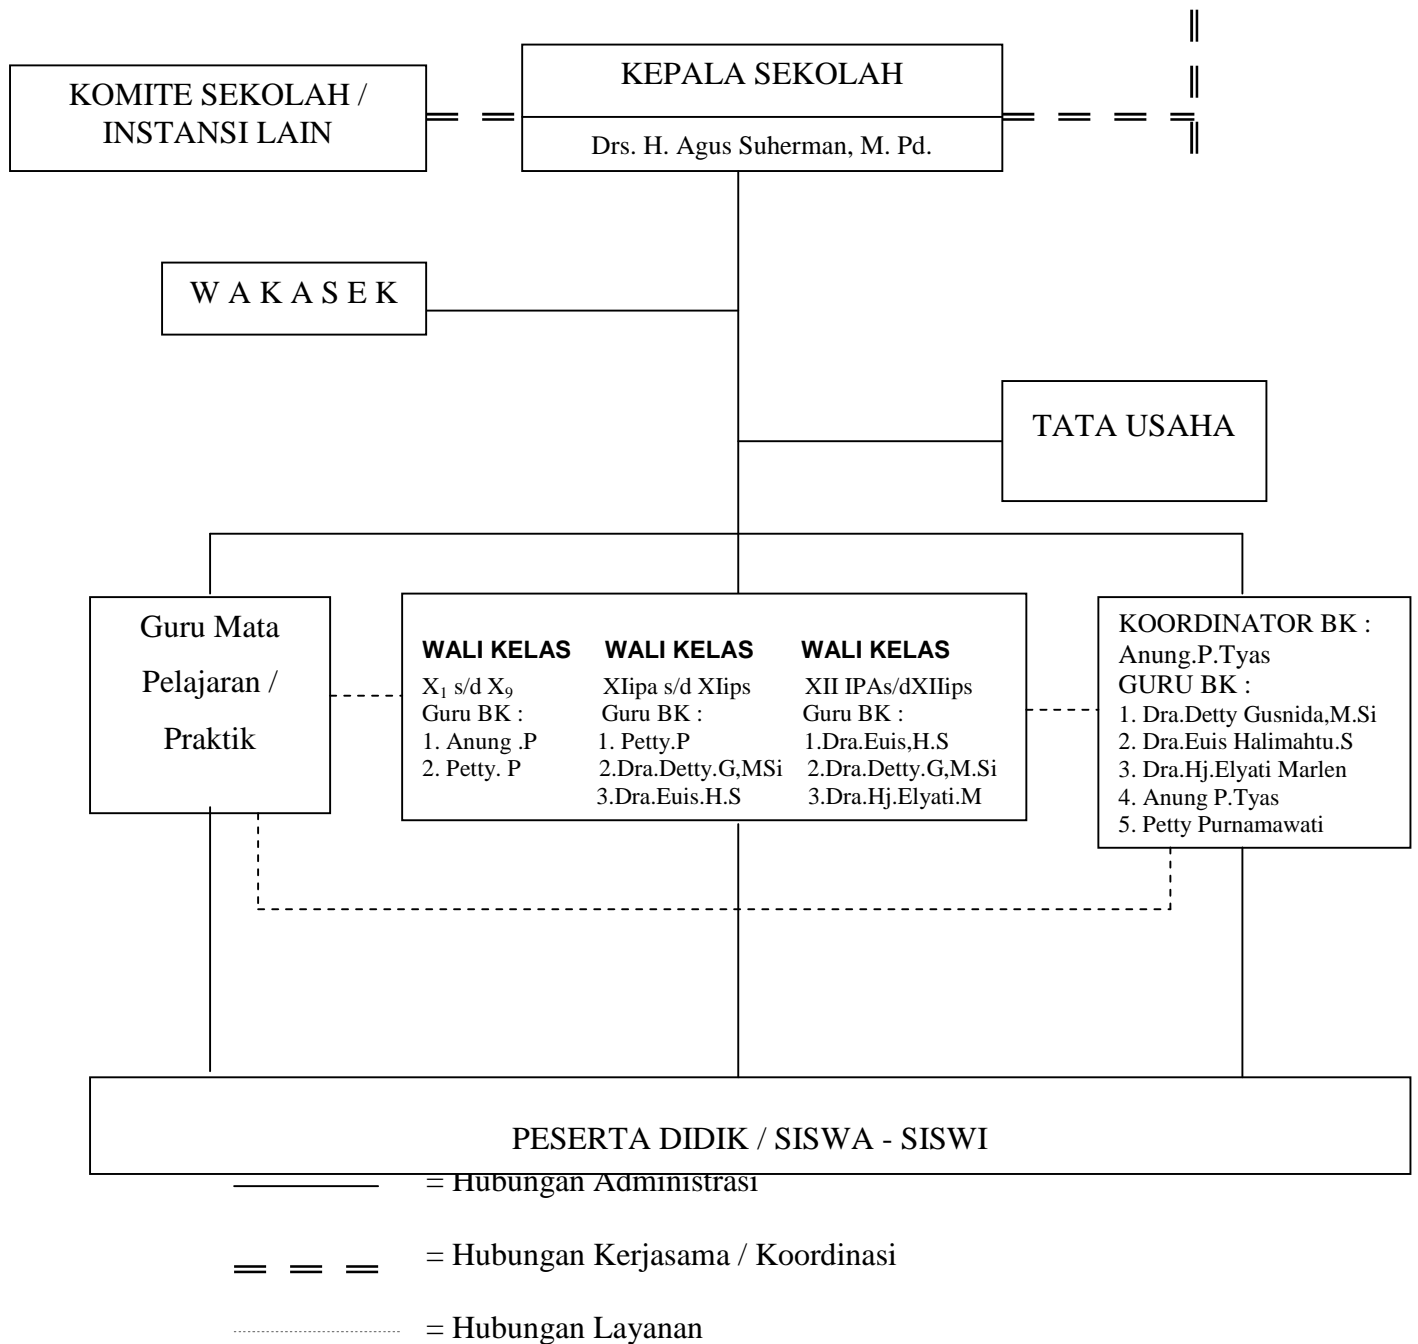 KEPALA SEKOLAH
Drs. H. Agus Suherman, M. Pd.
KOMITE SEKOLAH /
INSTANSI LAIN
W A K A S E K
TATA USAHA
Guru Mata
Pelajaran /
Praktik
WALI KELAS
X₁ s/d X₉
Guru BK :
1. Anung .P
2. Petty. P
WALI KELAS
XIipa s/d XIips
Guru BK :
1. Petty.P
2.Dra.Detty.G,MSi
3.Dra.Euis.H.S
WALI KELAS
XII IPAs/dXIIips
Guru BK :
1.Dra.Euis,H.S
2.Dra.Detty.G,M.Si
3.Dra.Hj.Elyati.M
KOORDINATOR BK :
Anung.P.Tyas
GURU BK :
1. Dra.Detty Gusnida,M.Si
2. Dra.Euis Halimahtu.S
3. Dra.Hj.Elyati Marlen
4. Anung P.Tyas
5. Petty Purnamawati
PESERTA DIDIK / SISWA - SISWI
= Hubungan Administrasi
= Hubungan Kerjasama / Koordinasi
= Hubungan Layanan